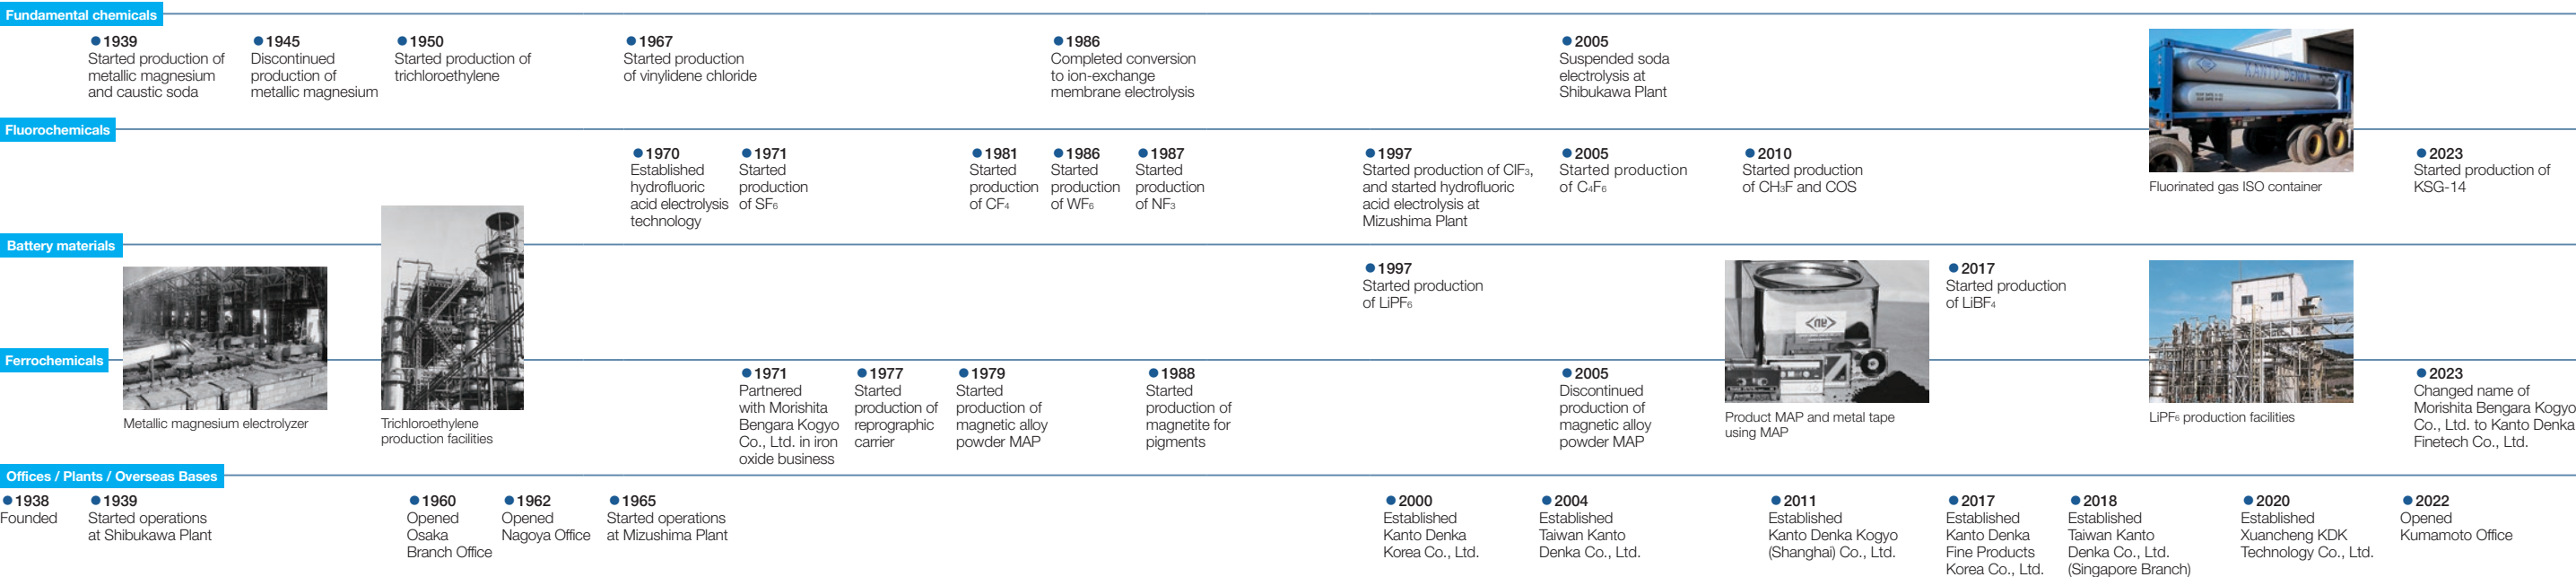 Fundamental chemicals
1939
Started production of
metallic magnesium
and caustic soda
1945
Discontinued
production of
metallic magnesium
1950
Started production of
trichloroethylene
1967
Started production
of vinylidene chloride
1986
Completed conversion
to ion-exchange
membrane electrolysis
2005
Suspended soda
electrolysis at
Shibukawa Plant
KANTO DENKA
Fluorinated gas ISO container
Fluorochemicals
1970
Established
hydrofluoric
acid electrolysis
technology
1971
Started
production
of SF₆
1981
Started
production
of CF₄
1986
Started
production
of WF₆
1987
Started
production
of NF₃
1997
Started production of ClF₃,
and started hydrofluoric
acid electrolysis at
Mizushima Plant
2005
Started production
of C₄F₆
2010
Started production
of CH₃F and COS
2023
Started production of
KSG-14
Battery materials
1997
Started production
of LiPF₆
2017
Started production
of LiBF₄
Metallic magnesium electrolyzer
Trichloroethylene
production facilities
Product MAP and metal tape
using MAP
LiPF₆ production facilities
Ferrochemicals
1971
Partnered
with Morishita
Bengara Kogyo
Co., Ltd. in iron
oxide business
1977
Started
production of
reprographic
carrier
1979
Started
production of
magnetic alloy
powder MAP
1988
Started
production of
magnetite for
pigments
2005
Discontinued
production of
magnetic alloy
powder MAP
2023
Changed name of
Morishita Bengara Kogyo
Co., Ltd. to Kanto Denka
Finetech Co., Ltd.
Offices / Plants / Overseas Bases
1938
Founded
1939
Started operations
at Shibukawa Plant
1960
Opened
Osaka
Branch Office
1962
Opened
Nagoya Office
1965
Started operations
at Mizushima Plant
2000
Established
Kanto Denka
Korea Co., Ltd.
2004
Established
Taiwan Kanto
Denka Co., Ltd.
2011
Established
Kanto Denka Kogyo
(Shanghai) Co., Ltd.
2017
Established
Kanto Denka
Fine Products
Korea Co., Ltd.
2018
Established
Taiwan Kanto
Denka Co., Ltd.
(Singapore Branch)
2020
Established
Xuancheng KDK
Technology Co., Ltd.
2022
Opened
Kumamoto Office